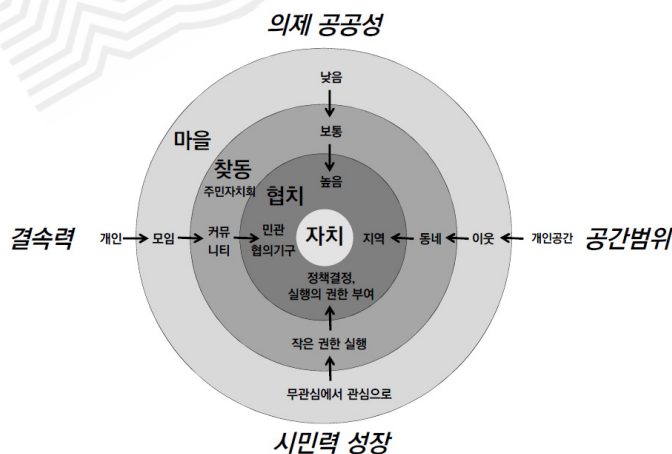 의제 공공성
낮음
마을
보통
찾동
주민자치회
높음
협치
결속력
개인
모임
커뮤
니티
민관
협의기구
자치
지역
동네
이웃
개인공간
공간범위
정책결정,
실행의 권한 부여
작은 권한 실행
무관심에서 관심으로
시민력 성장